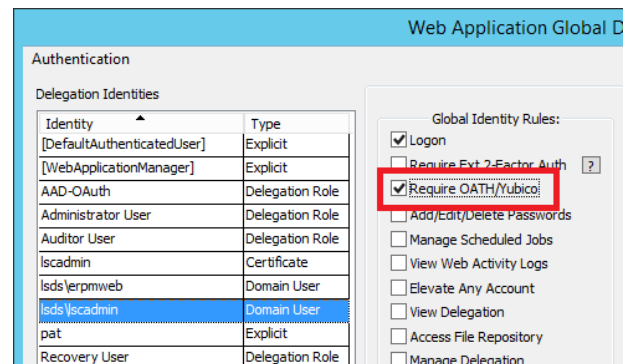 Web Application Global D
Authentication
Delegation Identities
Identity Type
[DefaultAuthenticatedUser] Explicit
[WebApplicationManager] Explicit
AAD-OAuth Delegation Role
Administrator User Delegation Role
Auditor User Delegation Role
lscadmin Certificate
lsds\erpmweb Domain User
lsds\lscadmin Domain User
pat Explicit
Recovery User Delegation Role
Global Identity Rules:
Logon
Require Ext 2-Factor Auth ?
Require OATH/Yubico
Add/Edit/Delete Passwords
Manage Scheduled Jobs
View Web Activity Logs
Elevate Any Account
View Delegation
Access File Repository
Manage Delegation